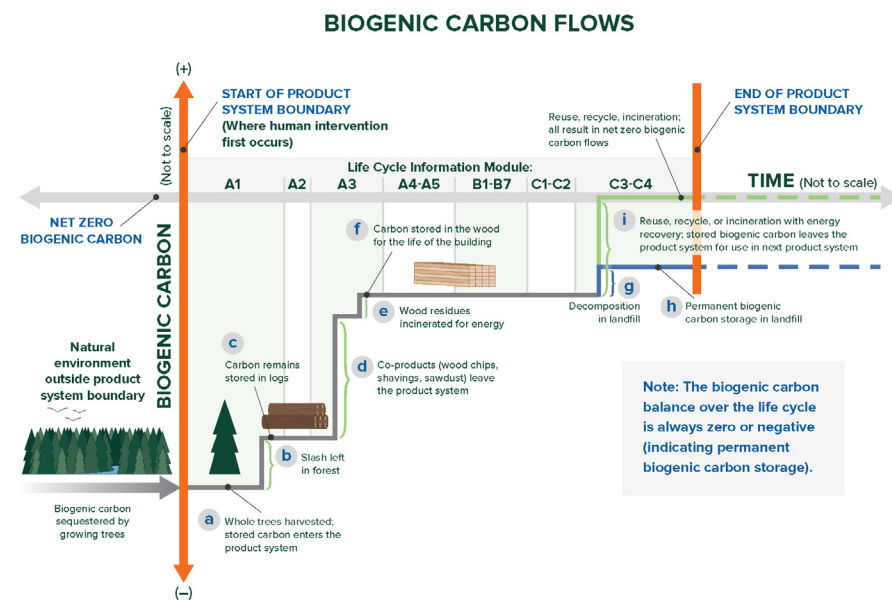 BIOGENIC CARBON FLOWS
(+)
(Not to scale)
START OF PRODUCT
SYSTEM BOUNDARY
(Where human intervention
first occurs)
END OF PRODUCT
SYSTEM BOUNDARY
Reuse, recycle, incineration;
all result in net zero biogenic
carbon flows
Life Cycle Information Module:
A1
A2
A3
A4-A5
B1-B7
C1-C2
C3-C4
TIME (Not to scale)
NET ZERO
BIOGENIC CARBON
BIOGENIC CARBON
i
Reuse, recycle, or incineration with energy
recovery; stored biogenic carbon leaves the
product system for use in next product system
f
Carbon stored in the wood
for the life of the building
g
Decomposition
in landfill
h
Permanent biogenic
carbon storage in landfill
e
Wood residues
incinerated for energy
c
Carbon remains
stored in logs
d
Co-products (wood chips,
shavings, sawdust) leave
the product system
Natural
environment
outside product
system boundary
b
Slash left
in forest
Note: The biogenic carbon
balance over the life cycle
is always zero or negative
(indicating permanent
biogenic carbon storage).
Biogenic carbon
sequestered by
growing trees
a
Whole trees harvested;
stored carbon enters the
product system
(—)